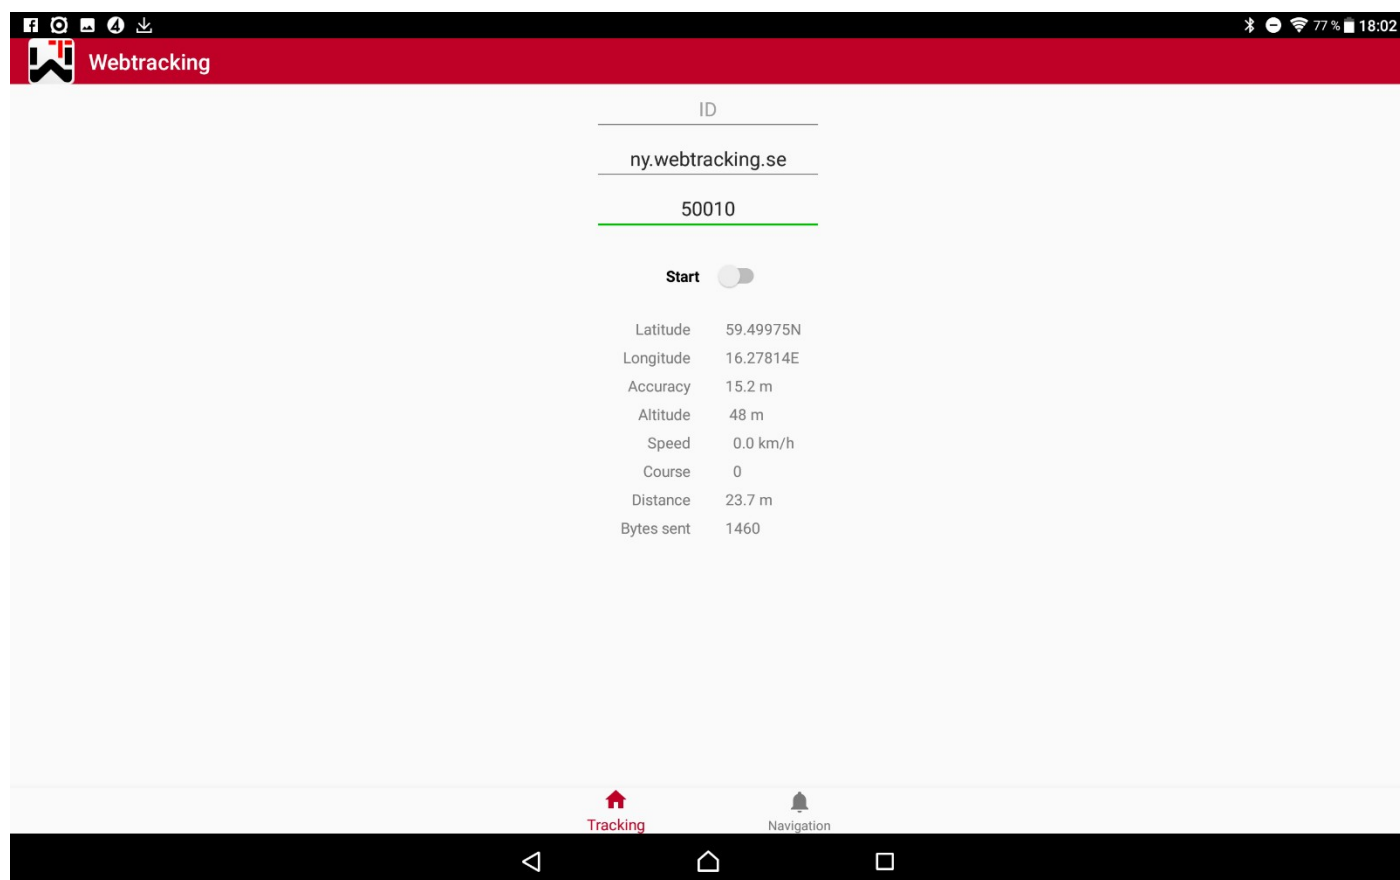 77 % 18:02
Webtracking
ID
ny.webtracking.se
50010
Start
Latitude 59.49975N
Longitude 16.27814E
Accuracy 15.2 m
Altitude 48 m
Speed 0.0 km/h
Course 0
Distance 23.7 m
Bytes sent 1460
Tracking Navigation